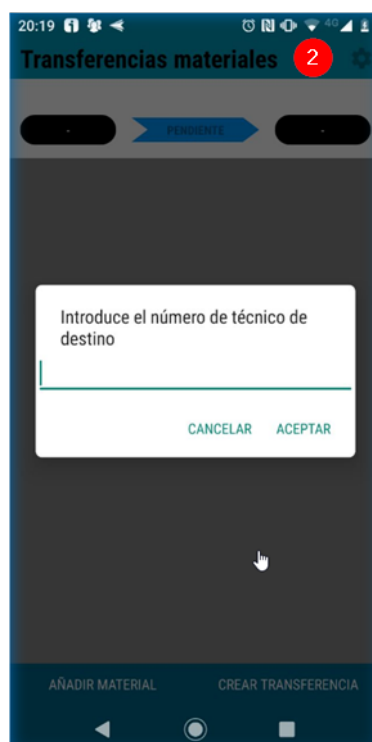 20:19 4G
Transferencias materiales 2
- PENDIENTE -
Introduce el número de técnico de
destino
CANCELAR ACEPTAR
AÑADIR MATERIAL CREAR TRANSFERENCIA